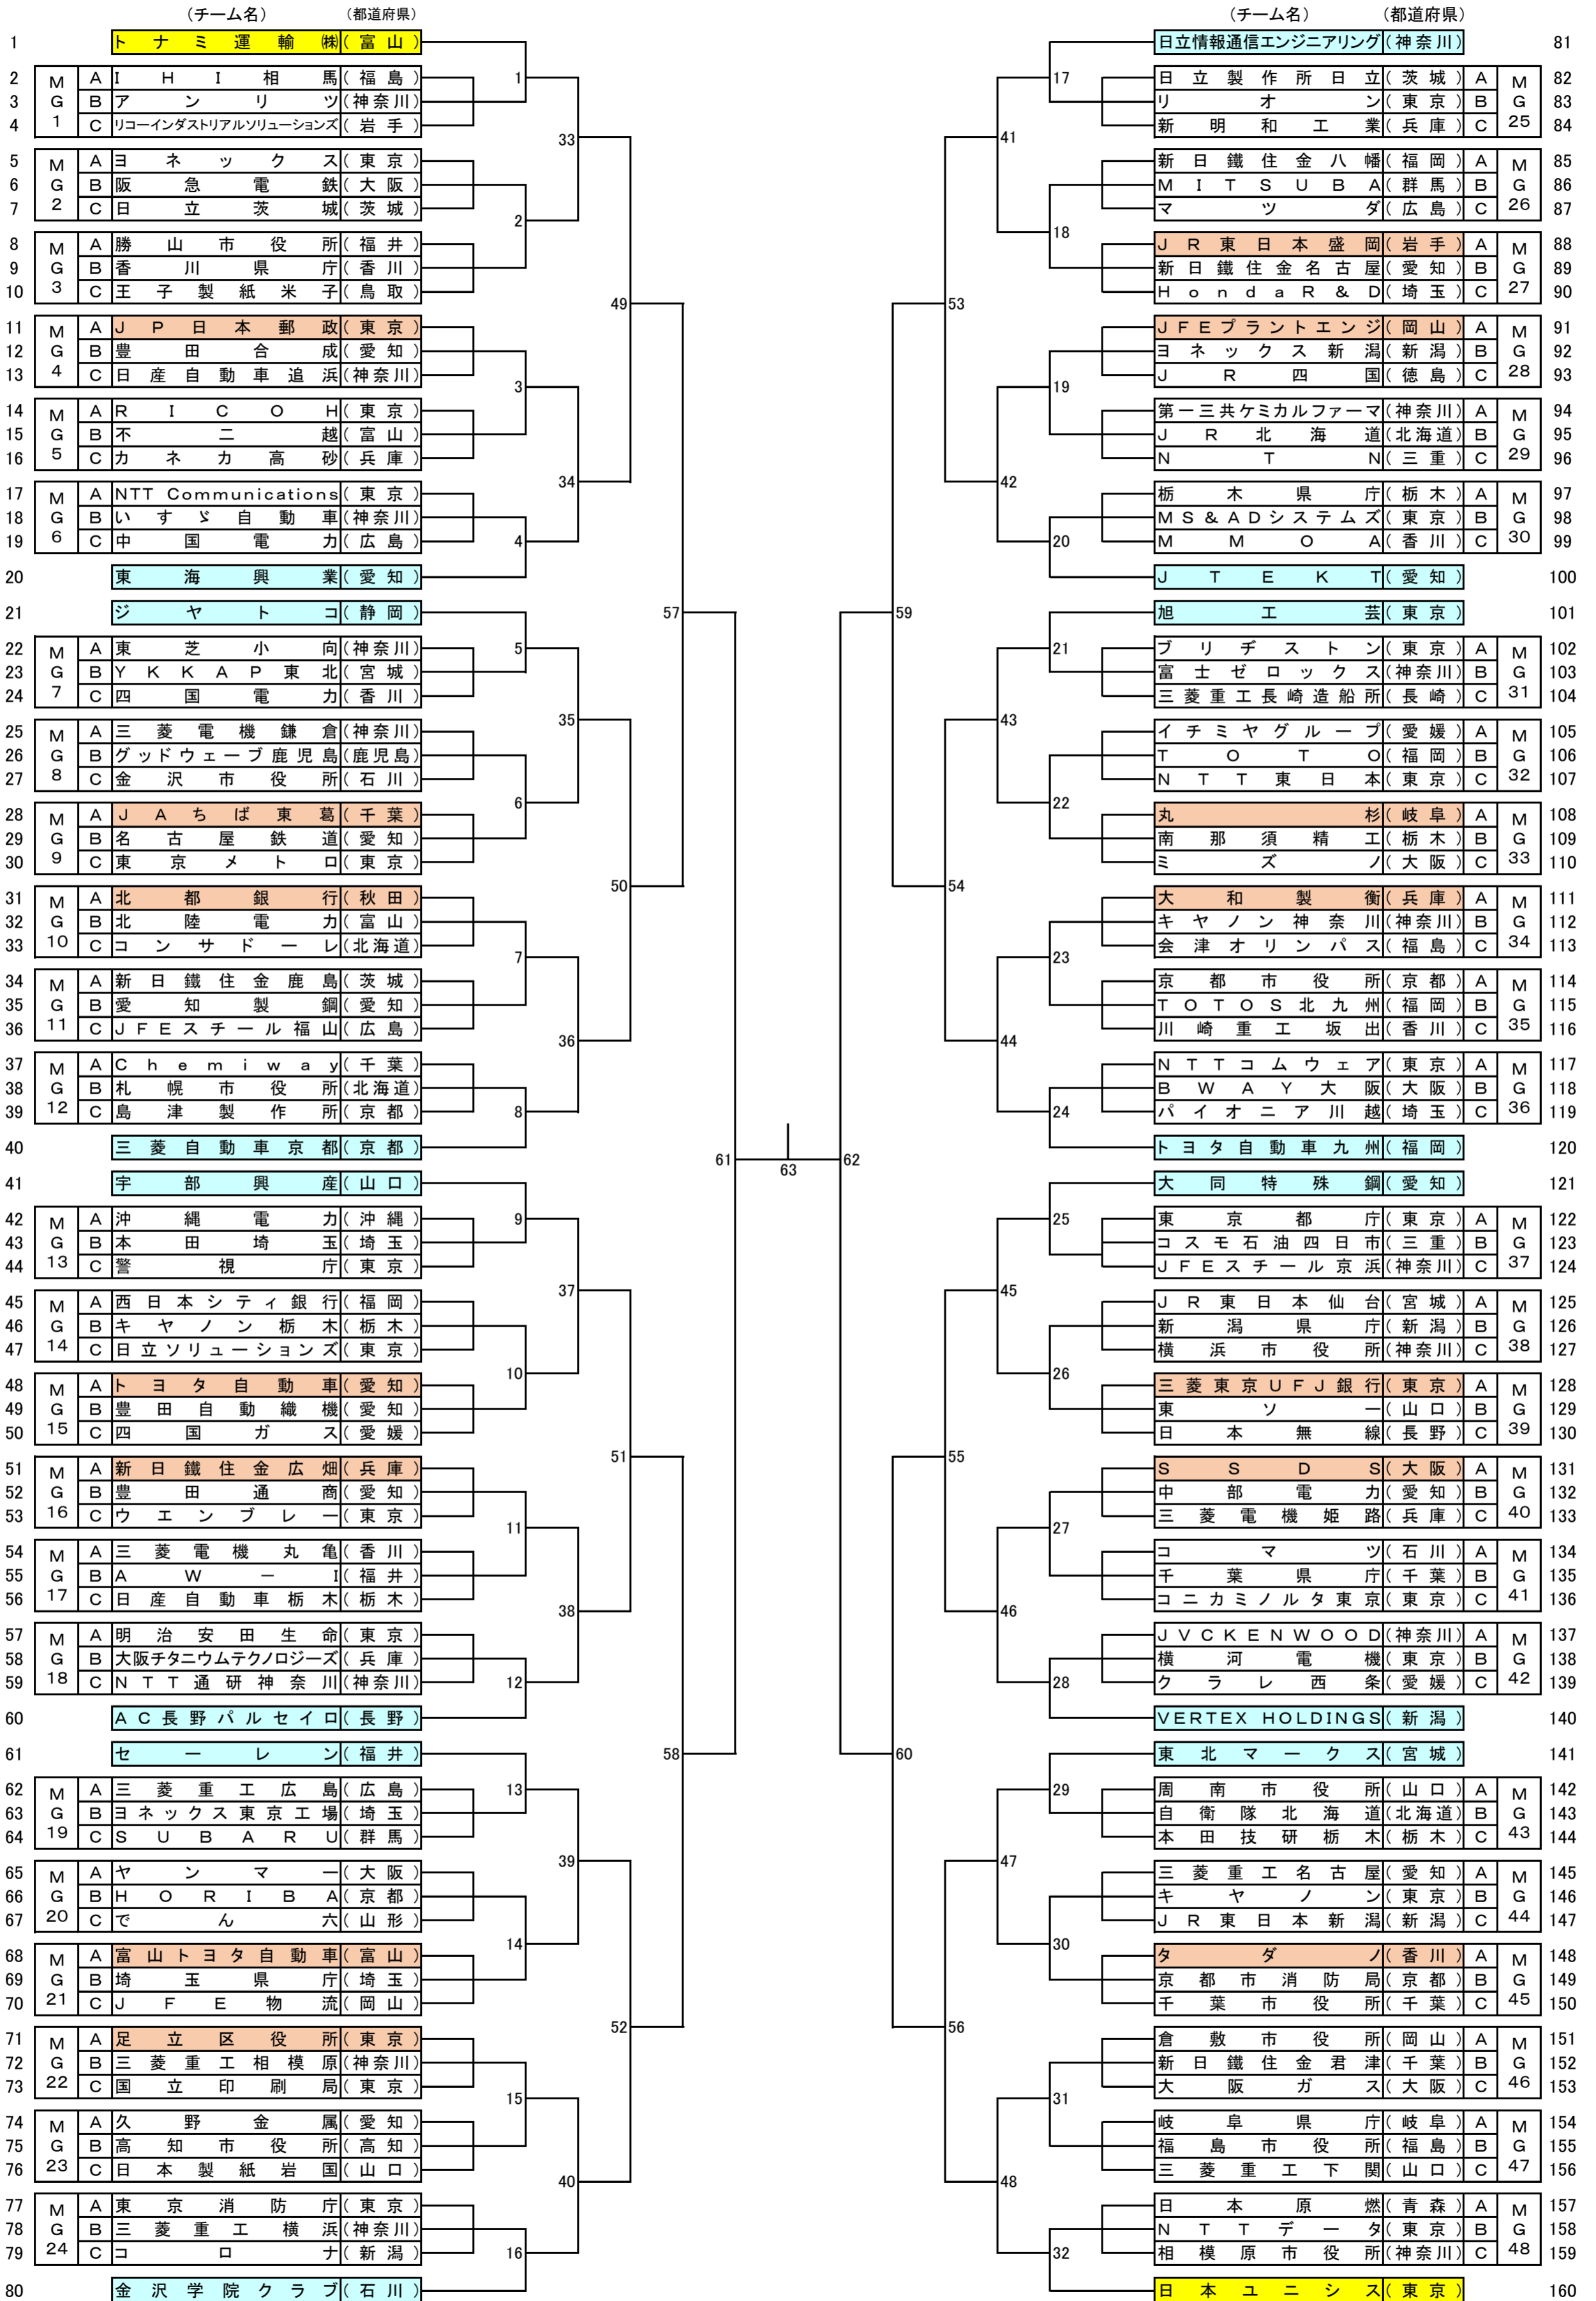 （チーム名） （都道府県）
1 トナミ運輸㈱ （富山）
MG1
2 A IHI相馬 （福島）
3 B アンリツ （神奈川）
4 C リコーインダストリアルソリューションズ （岩手）
MG2
5 A ヨネックス （東京）
6 B 阪急電鉄 （大阪）
7 C 日立茨城 （茨城）
MG3
8 A 勝山市役所 （福井）
9 B 香川県庁 （香川）
10 C 王子製紙米子 （鳥取）
MG4
11 A JP日本郵政 （東京）
12 B 豊田合成 （愛知）
13 C 日産自動車追浜 （神奈川）
MG5
14 A RICOH （東京）
15 B 不二越 （富山）
16 C カネカ高砂 （兵庫）
MG6
17 A NTT Communications （東京）
18 B いすゞ自動車 （神奈川）
19 C 中国電力 （広島）
20 東海興業 （愛知）
21 ジヤトコ （静岡）
MG7
22 A 東芝小向 （神奈川）
23 B YKKAP東北 （宮城）
24 C 四国電力 （香川）
MG8
25 A 三菱電機鎌倉 （神奈川）
26 B グッドウェーブ鹿児島 （鹿児島）
27 C 金沢市役所 （石川）
MG9
28 A JAちば東葛 （千葉）
29 B 名古屋鉄道 （愛知）
30 C 東京メトロ （東京）
MG10
31 A 北都銀行 （秋田）
32 B 北陸電力 （富山）
33 C コンサドーレ （北海道）
MG11
34 A 新日鐵住金鹿島 （茨城）
35 B 愛知製鋼 （愛知）
36 C JFEスチール福山 （広島）
MG12
37 A Chemiway （千葉）
38 B 札幌市役所 （北海道）
39 C 島津製作所 （京都）
40 三菱自動車京都 （京都）
41 宇部興産 （山口）
MG13
42 A 沖縄電力 （沖縄）
43 B 本田埼玉 （埼玉）
44 C 警視庁 （東京）
MG14
45 A 西日本シティ銀行 （福岡）
46 B キヤノン栃木 （栃木）
47 C 日立ソリューションズ （東京）
MG15
48 A トヨタ自動車 （愛知）
49 B 豊田自動織機 （愛知）
50 C 四国ガス （愛媛）
MG16
51 A 新日鐵住金広畑 （兵庫）
52 B 豊田通商 （愛知）
53 C ウエンブレー （東京）
MG17
54 A 三菱電機丸亀 （香川）
55 B AW－I （福井）
56 C 日産自動車栃木 （栃木）
MG18
57 A 明治安田生命 （東京）
58 B 大阪チタニウムテクノロジーズ （兵庫）
59 C NTT通研神奈川 （神奈川）
60 AC長野パルセイロ （長野）
61 セーレン （福井）
MG19
62 A 三菱重工広島 （広島）
63 B ヨネックス東京工場 （埼玉）
64 C SUBARU （群馬）
MG20
65 A ヤンマー （大阪）
66 B HORIBA （京都）
67 C でん六 （山形）
MG21
68 A 富山トヨタ自動車 （富山）
69 B 埼玉県庁 （埼玉）
70 C JFE物流 （岡山）
MG22
71 A 足立区役所 （東京）
72 B 三菱重工相模原 （神奈川）
73 C 国立印刷局 （東京）
MG23
74 A 久野金属 （愛知）
75 B 高知市役所 （高知）
76 C 日本製紙岩国 （山口）
MG24
77 A 東京消防庁 （東京）
78 B 三菱重工横浜 （神奈川）
79 C コロナ （新潟）
80 金沢学院クラブ （石川）
1
2
3
4
5
6
7
8
9
10
11
12
13
14
15
16
33
34
35
36
37
38
39
40
49
50
51
52
57
58
61
63
62
59
60
53
54
55
56
41
42
43
44
45
46
47
48
17
18
19
20
21
22
23
24
25
26
27
28
29
30
31
32
（チーム名） （都道府県）
日立情報通信エンジニアリング （神奈川） 81
MG25
日立製作所日立 （茨城） A 82
リオン （東京） B 83
新明和工業 （兵庫） C 84
MG26
新日鐵住金八幡 （福岡） A 85
MITSUBA （群馬） B 86
マツダ （広島） C 87
MG27
JR東日本盛岡 （岩手） A 88
新日鐵住金名古屋 （愛知） B 89
HondaR&D （埼玉） C 90
MG28
JFEプラントエンジ （岡山） A 91
ヨネックス新潟 （新潟） B 92
JR四国 （徳島） C 93
MG29
第一三共ケミカルファーマ （神奈川） A 94
JR北海道 （北海道） B 95
NTN （三重） C 96
MG30
栃木県庁 （栃木） A 97
MS&ADシステムズ （東京） B 98
MMOA （香川） C 99
JTEKT （愛知） 100
旭工芸 （東京） 101
MG31
ブリヂストン （東京） A 102
富士ゼロックス （神奈川） B 103
三菱重工長崎造船所 （長崎） C 104
MG32
イチミヤグループ （愛媛） A 105
TOTO （福岡） B 106
NTT東日本 （東京） C 107
MG33
丸杉 （岐阜） A 108
南那須精工 （栃木） B 109
ミズノ （大阪） C 110
MG34
大和製衡 （兵庫） A 111
キヤノン神奈川 （神奈川） B 112
会津オリンパス （福島） C 113
MG35
京都市役所 （京都） A 114
TOTOS北九州 （福岡） B 115
川崎重工坂出 （香川） C 116
MG36
NTTコムウェア （東京） A 117
BWAY大阪 （大阪） B 118
パイオニア川越 （埼玉） C 119
トヨタ自動車九州 （福岡） 120
大同特殊鋼 （愛知） 121
MG37
東京都庁 （東京） A 122
コスモ石油四日市 （三重） B 123
JFEスチール京浜 （神奈川） C 124
MG38
JR東日本仙台 （宮城） A 125
新潟県庁 （新潟） B 126
横浜市役所 （神奈川） C 127
MG39
三菱東京UFJ銀行 （東京） A 128
東ソー （山口） B 129
日本無線 （長野） C 130
MG40
SSDS （大阪） A 131
中部電力 （愛知） B 132
三菱電機姫路 （兵庫） C 133
MG41
コマツ （石川） A 134
千葉県庁 （千葉） B 135
コニカミノルタ東京 （東京） C 136
MG42
JVCKENWOOD （神奈川） A 137
横河電機 （東京） B 138
クラレ西条 （愛媛） C 139
VERTEX HOLDINGS （新潟） 140
東北マークス （宮城） 141
MG43
周南市役所 （山口） A 142
自衛隊北海道 （北海道） B 143
本田技研栃木 （栃木） C 144
MG44
三菱重工名古屋 （愛知） A 145
キヤノン （東京） B 146
JR東日本新潟 （新潟） C 147
MG45
タダノ （香川） A 148
京都市消防局 （京都） B 149
千葉市役所 （千葉） C 150
MG46
倉敷市役所 （岡山） A 151
新日鐵住金君津 （千葉） B 152
大阪ガス （大阪） C 153
MG47
岐阜県庁 （岐阜） A 154
福島市役所 （福島） B 155
三菱重工下関 （山口） C 156
MG48
日本原燃 （青森） A 157
NTTデータ （東京） B 158
相模原市役所 （神奈川） C 159
日本ユニシス （東京） 160